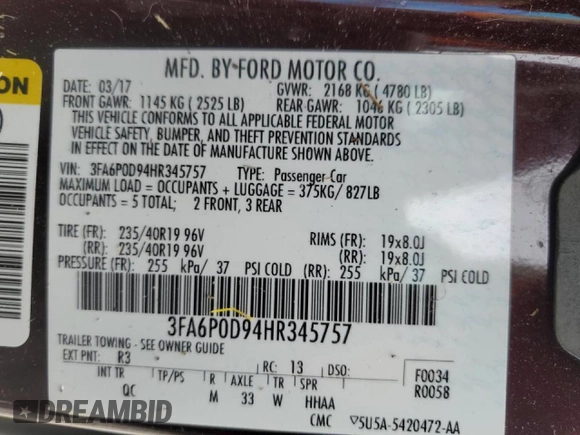 ON
MFD. BY FORD MOTOR CO.
DATE: 03/17 GVWR: 2168 KG ( 4780 LB)
FRONT GAWR: 1145 KG ( 2525 LB) REAR GAWR: 1046 KG ( 2305 LB)
THIS VEHICLE CONFORMS TO ALL APPLICABLE FEDERAL MOTOR
VEHICLE SAFETY, BUMPER, AND THEFT PREVENTION STANDARDS
IN EFFECT ON THE DATE OF MANUFACTURE SHOWN ABOVE.
VIN: 3FA6P0D94HR345757 TYPE: Passenger Car
MAXIMUM LOAD = OCCUPANTS + LUGGAGE = 375KG/ 827LB
OCCUPANTS = 5 TOTAL; 2 FRONT, 3 REAR
TIRE (FR): 235/40R19 96V RIMS (FR): 19x8.0J
(RR): 235/40R19 96V (RR): 19x8.0J
PRESSURE (FR): 255 kPa/ 37 PSI COLD (RR): 255 kPa/ 37 PSI COLD
3FA6P0D94HR345757
TRAILER TOWING - SEE OWNER GUIDE
EXT PNT: R3 RC: 13 DSO: F0034
R0058
INT TR TP/PS R AXLE TR SPR
QC M 33 W HHAA
CMC ▽5U5A-5420472-AA
DREAMBID